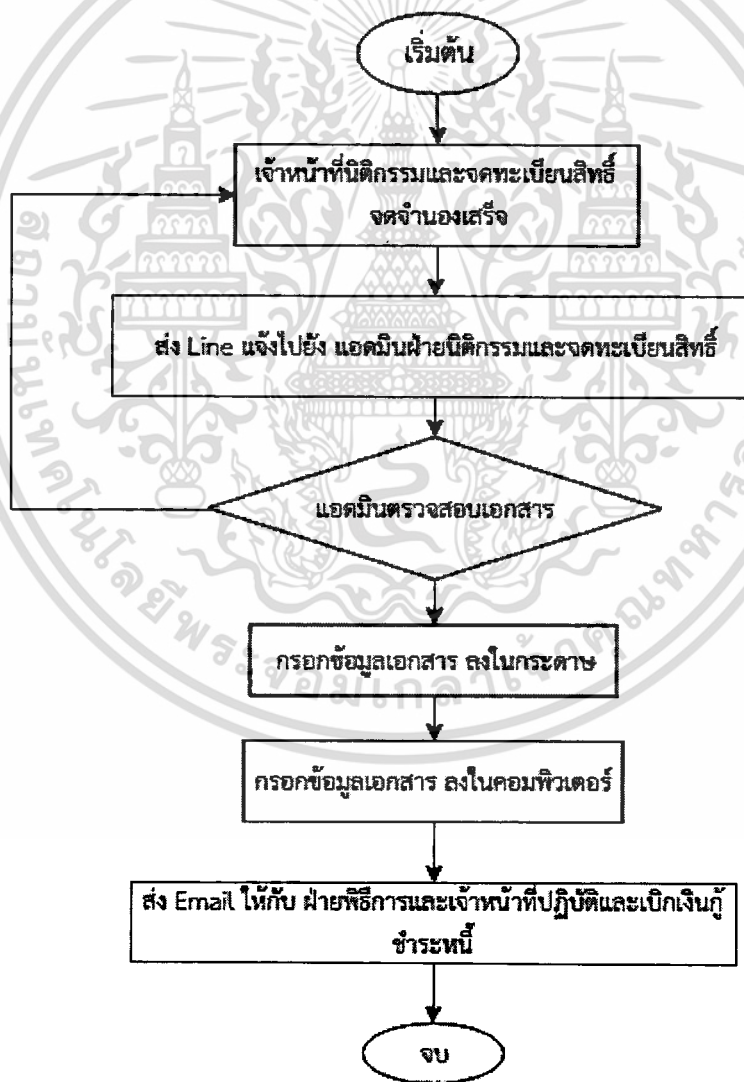 เริ่มต้น
เจ้าหน้าที่นิติกรรมและจดทะเบียนสิทธิ์
จดจำนองเสร็จ
ส่ง Line แจ้งไปยัง แอดมินฝ่ายนิติกรรมและจดทะเบียนสิทธิ์
แอดมินตรวจสอบเอกสาร
กรอกข้อมูลเอกสาร ลงในกระดาษ
กรอกข้อมูลเอกสาร ลงในคอมพิวเตอร์
ส่ง Email ให้กับ ฝ่ายพิธีการและเจ้าหน้าที่ปฏิบัติและเบิกเงินกู้
ชำระหนี้
จบ